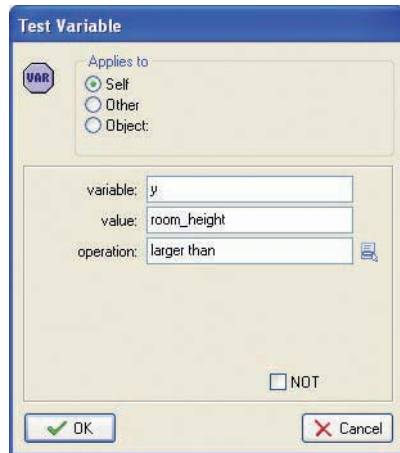 Test Variable
Applies to
VAR
Self
Other
Object:
variable: y
value: room_height
operation: larger than
NOT
OK
Cancel